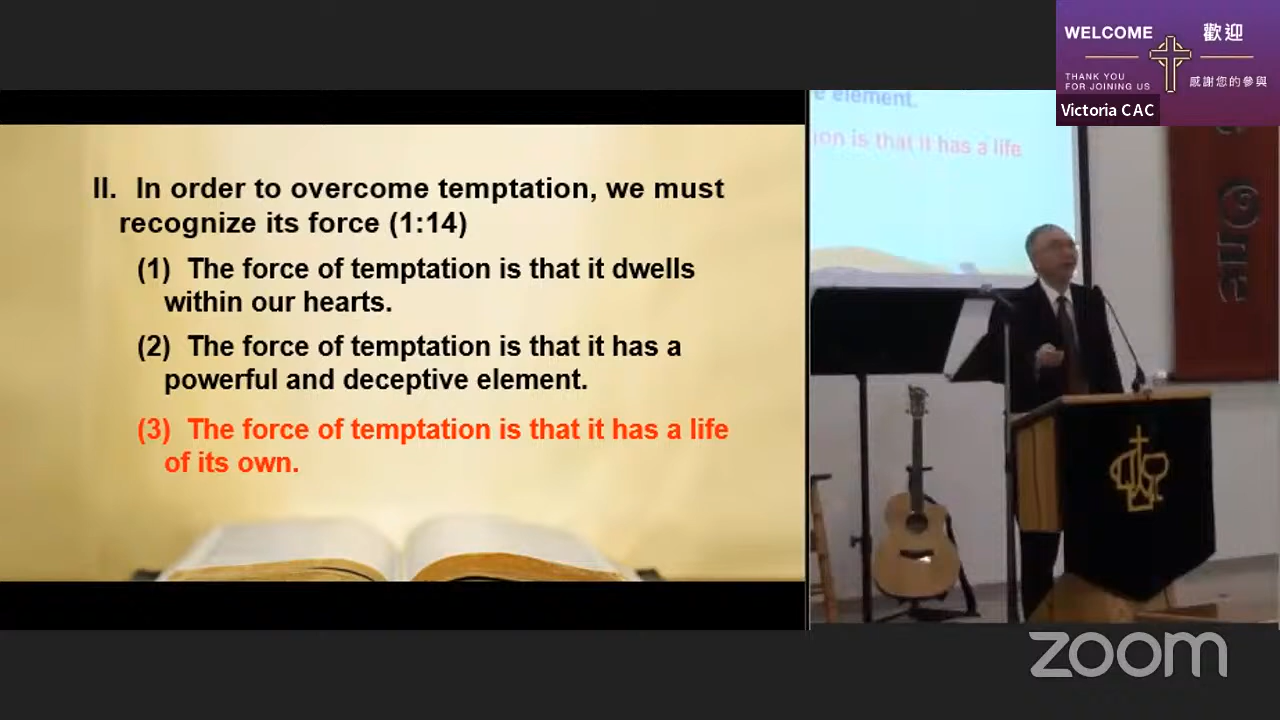 II. In order to overcome temptation, we must
recognize its force (1:14)
(1) The force of temptation is that it dwells
within our hearts.
(2) The force of temptation is that it has a
powerful and deceptive element.
(3) The force of temptation is that it has a life
of its own.
WELCOME 歡迎
THANK YOU
FOR JOINING US 感謝您的參與
Victoria CAC
element.
is that it has a life
One
zoom